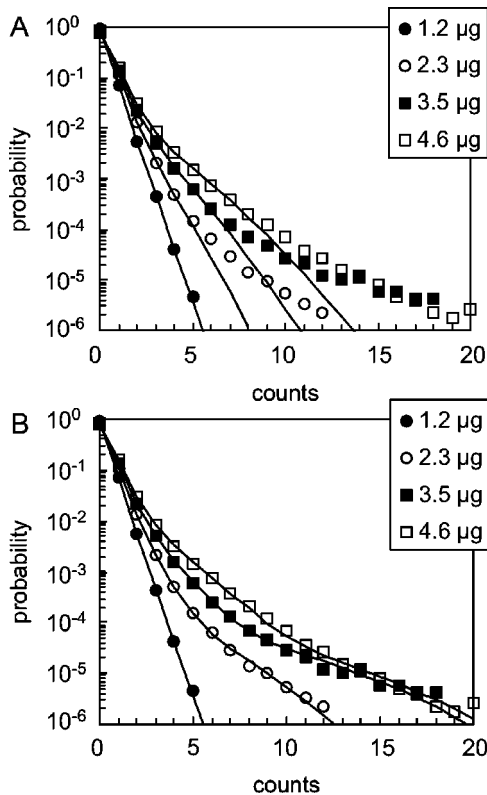 A
10^0
10^-1
10^-2
10^-3
10^-4
10^-5
10^-6
probability
0 5 10 15 20
counts
1.2 µg
2.3 µg
3.5 µg
4.6 µg
B
10^0
10^-1
10^-2
10^-3
10^-4
10^-5
10^-6
probability
0 5 10 15 20
counts
1.2 µg
2.3 µg
3.5 µg
4.6 µg